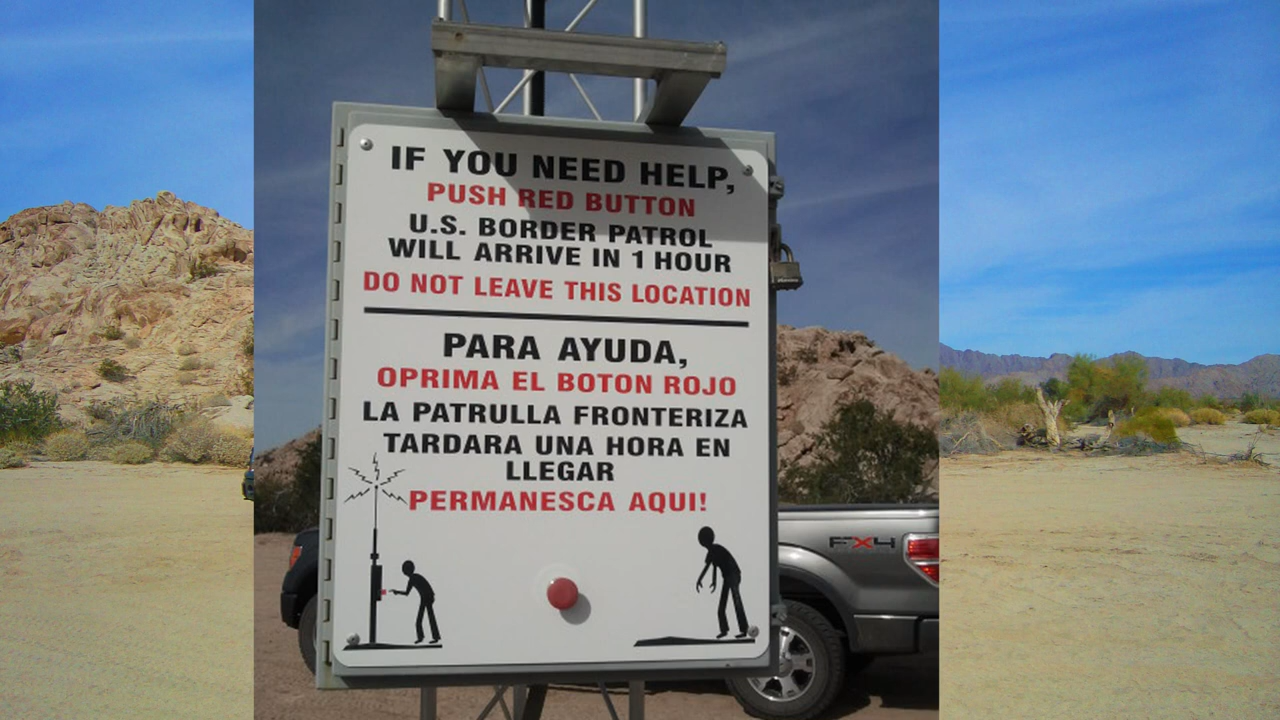 IF YOU NEED HELP,
PUSH RED BUTTON
U.S. BORDER PATROL
WILL ARRIVE IN 1 HOUR
DO NOT LEAVE THIS LOCATION
PARA AYUDA,
OPRIMA EL BOTON ROJO
LA PATRULLA FRONTERIZA
TARDARA UNA HORA EN
LLEGAR
PERMANESCA AQUI!
FX4